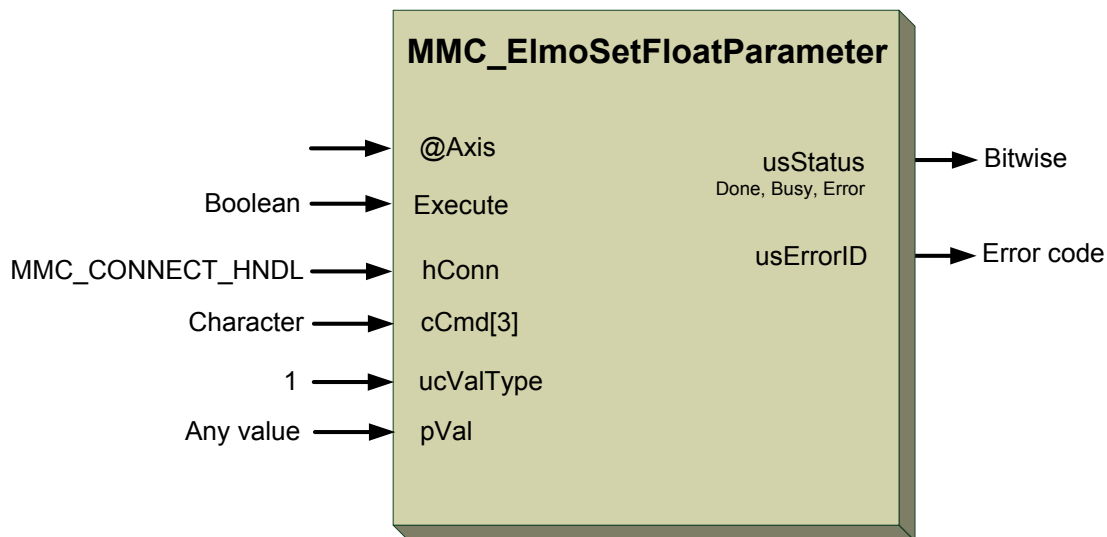 MMC_ElmoSetFloatParameter
@Axis
usStatus
Bitwise
Done, Busy, Error
Boolean
Execute
usErrorID
Error code
MMC_CONNECT_HNDL
hConn
Character
cCmd[3]
1
ucValType
Any value
pVal